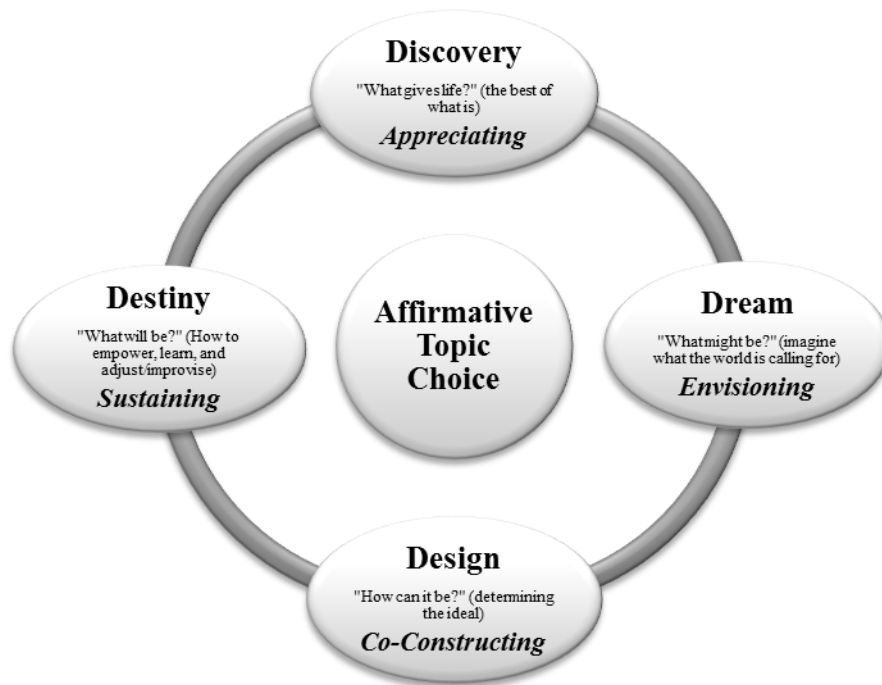 Discovery
"What gives life?" (the best of
what is)
Appreciating
Destiny
"What will be?" (How to
empower, learn, and
adjust/improvise)
Sustaining
Affirmative
Topic
Choice
Dream
"What might be?" (imagine
what the world is calling for)
Envisioning
Design
"How can it be?" (determining
the ideal)
Co-Constructing